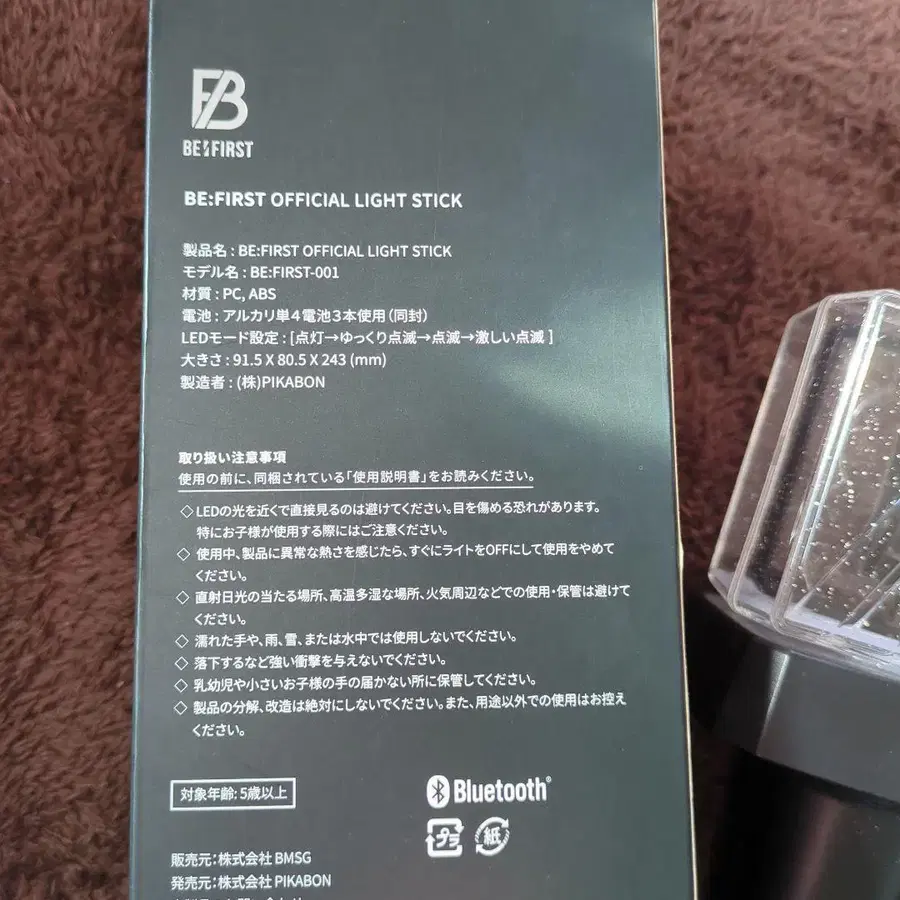 FB
BE:FIRST
BE:FIRST OFFICIAL LIGHT STICK
製品名 : BE:FIRST OFFICIAL LIGHT STICK
モデル名 : BE:FIRST-001
材質 : PC, ABS
電池 : アルカリ単4電池3本使用 (同封)
LEDモード設定 : [点灯→ゆっくり点滅→点滅→激しい点滅 ]
大きさ : 91.5 X 80.5 X 243 (mm)
製造者 : (株)PIKABON
取り扱い注意事項
使用の前に、同梱されている「使用説明書」をお読みください。
◇ LEDの光を近くで直接見るのは避けてください。目を傷める恐れがあります。
特にお子様が使用する際にはご注意ください。
◇ 使用中、製品に異常な熱さを感じたら、すぐにライトをOFFにして使用をやめて
ください。
◇ 直射日光の当たる場所、高温多湿な場所、火気周辺などでの使用・保管は避けて
ください。
◇ 濡れた手や、雨、雪、または水中では使用しないでください。
◇ 落下するなど強い衝撃を与えないでください。
◇ 乳幼児や小さいお子様の手の届かない所に保管してください。
◇ 製品の分解、改造は絶対にしないでください。また、用途以外での使用はお控え
ください。
対象年齢: 5歳以上
Bluetooth®
プラ
紙
販売元: 株式会社 BMSG
発売元: 株式会社 PIKABON